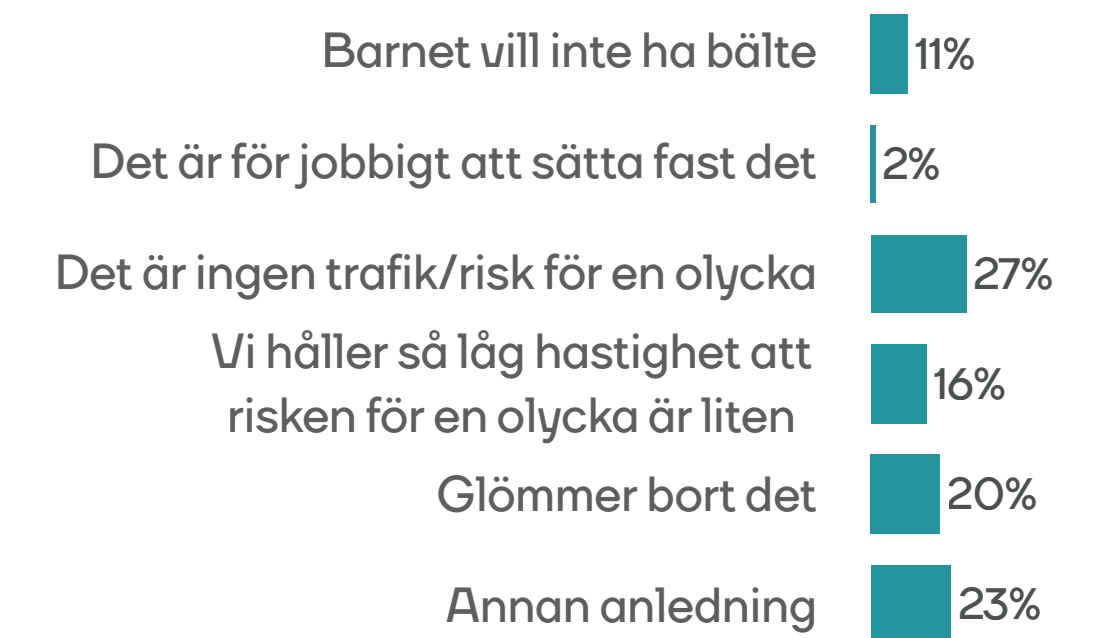 Barnet vill inte ha bälte 11%
Det är för jobbigt att sätta fast det 2%
Det är ingen trafik/risk för en olycka 27%
Vi håller så låg hastighet att
risken för en olycka är liten 16%
Glömmer bort det 20%
Annan anledning 23%